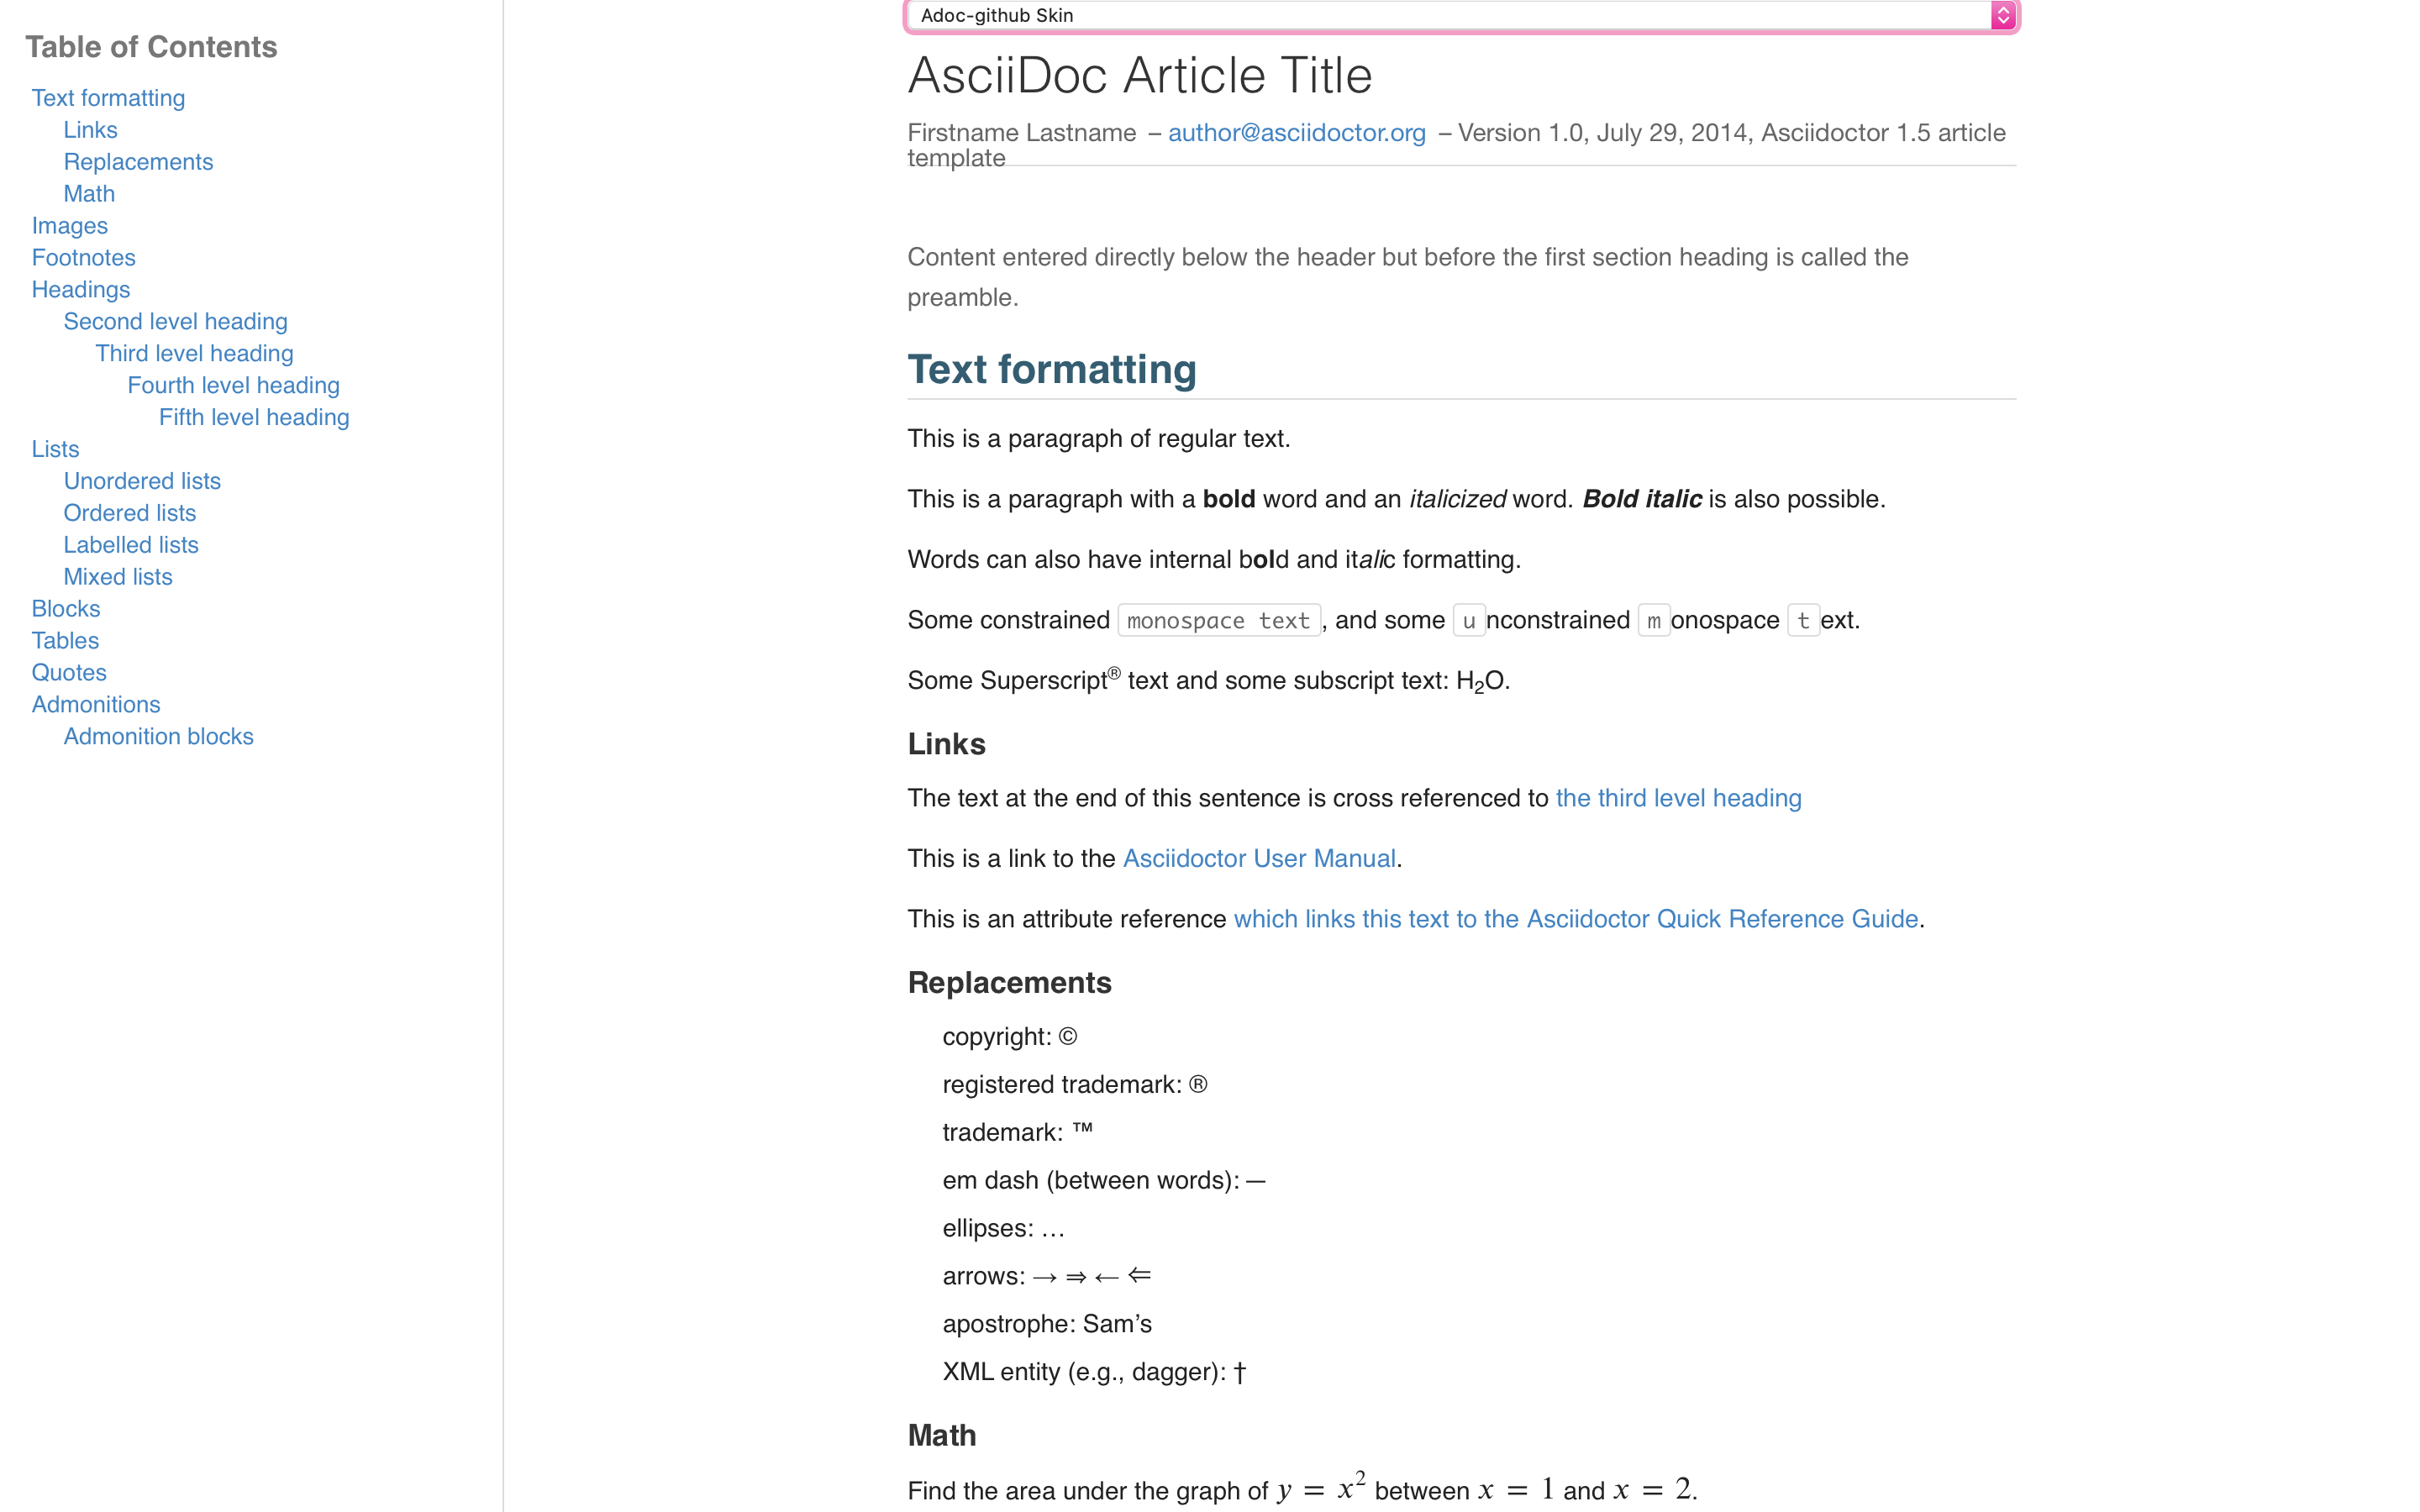 Table of Contents
Text formatting
Links
Replacements
Math
Images
Footnotes
Headings
Second level heading
Third level heading
Fourth level heading
Fifth level heading
Lists
Unordered lists
Ordered lists
Labelled lists
Mixed lists
Blocks
Tables
Quotes
Admonitions
Admonition blocks
Adoc-github Skin
AsciiDoc Article Title
Firstname Lastname – author@asciidoctor.org – Version 1.0, July 29, 2014, Asciidoctor 1.5 article
template
Content entered directly below the header but before the first section heading is called the
preamble.
Text formatting
This is a paragraph of regular text.
This is a paragraph with a bold word and an italicized word. Bold italic is also possible.
Words can also have internal bold and italic formatting.
Some constrained monospace text, and some unconstrained monospace text.
Some Superscript® text and some subscript text: H₂O.
Links
The text at the end of this sentence is cross referenced to the third level heading
This is a link to the Asciidoctor User Manual.
This is an attribute reference which links this text to the Asciidoctor Quick Reference Guide.
Replacements
copyright: ©
registered trademark: ®
trademark: ™
em dash (between words): —
ellipses: …
arrows: → ⇒ ← ⇐
apostrophe: Sam’s
XML entity (e.g., dagger): †
Math
Find the area under the graph of y = x² between x = 1 and x = 2.